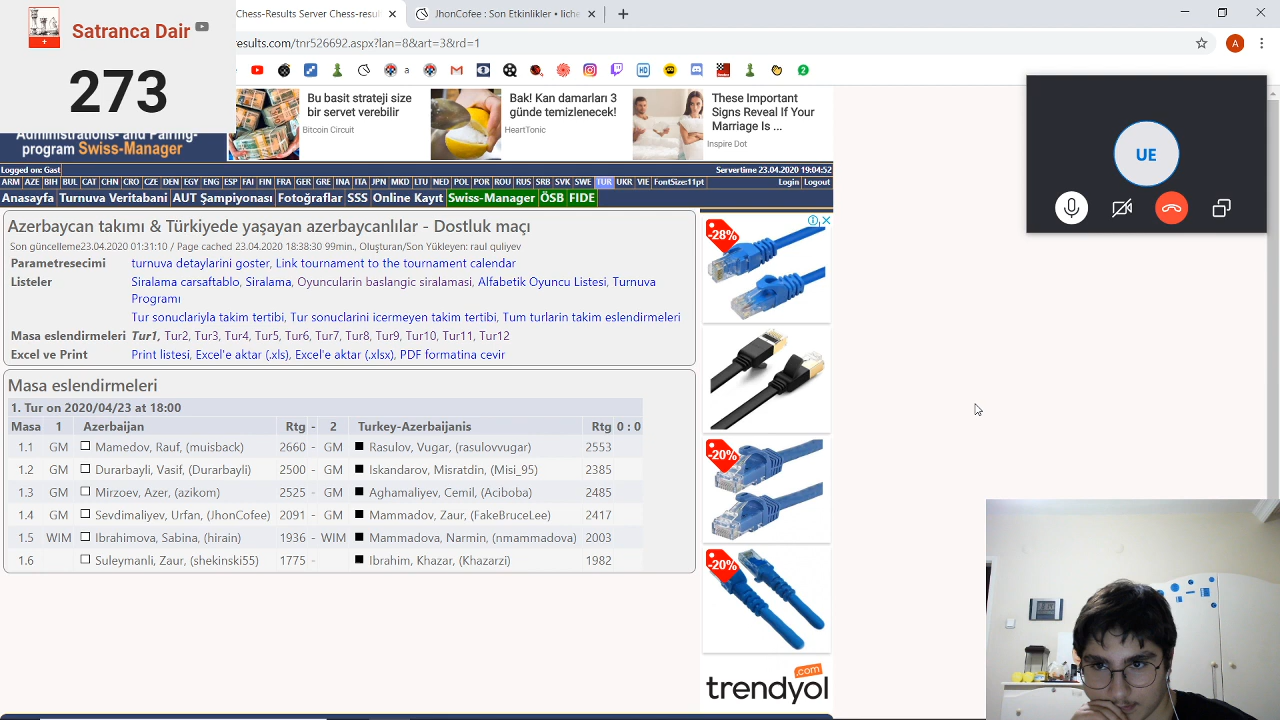 Chess-Results Server Chess-resul
JhonCofee : Son Etkinlikler • liche
Satranca Dair
273
esults.com/tnr526692.aspx?lan=8&art=3&rd=1
A
a
HD
2
Bu basit strateji size bir servet verebilir
Bitcoin Circuit
Bak! Kan damarları 3 günde temizlenecek!
HeartTonic
These Important Signs Reveal If Your Marriage Is ...
Inspire Dot
Administrations- and Pairing-
program Swiss-Manager
UE
Logged on: Gast
Servertime 23.04.2020 19:04:52
ARM AZE BIH BUL CAT CHN CRO CZE DEN EGY ENG ESP FAI FIN FRA GER GRE INA ITA JPN MKD LTU NED POL POR ROU RUS SRB SVK SWE TUR UKR VIE FontSize:11pt Login Logout
Anasayfa Turnuva Veritabani AUT Şampiyonası Fotoğraflar SSS Online Kayıt Swiss-Manager ÖSB FIDE
Azerbaycan takımı & Türkiyede yaşayan azerbaycanlılar - Dostluk maçı
Son güncelleme23.04.2020 01:31:10 / Page cached 23.04.2020 18:38:30 99min., Oluşturan/Son Yükleyen: raul quliyev
Parametresecimi turnuva detaylarini goster, Link tournament to the tournament calendar
Listeler Siralama carsaftablo, Siralama, Oyuncularin baslangic siralamasi, Alfabetik Oyuncu Listesi, Turnuva
Programı
Tur sonuclariyla takim tertibi, Tur sonuclarini icermeyen takim tertibi, Tum turlarin takim eslendirmeleri
Masa eslendirmeleri Tur1, Tur2, Tur3, Tur4, Tur5, Tur6, Tur7, Tur8, Tur9, Tur10, Tur11, Tur12
Excel ve Print Print listesi, Excel'e aktar (.xls), Excel'e aktar (.xlsx), PDF formatina cevir
Masa eslendirmeleri
1. Tur on 2020/04/23 at 18:00
Masa 1 Azerbaijan Rtg - 2 Turkey-Azerbaijanis Rtg 0 : 0
1.1 GM Mamedov, Rauf, (muisback) 2660 - GM Rasulov, Vugar, (rasulovvugar) 2553
1.2 GM Durarbayli, Vasif, (Durarbayli) 2500 - GM Iskandarov, Misratdin, (Misi_95) 2385
1.3 GM Mirzoev, Azer, (azikom) 2525 - GM Aghamaliyev, Cemil, (Aciboba) 2485
1.4 GM Sevdimaliyev, Urfan, (JhonCofee) 2091 - GM Mammadov, Zaur, (FakeBruceLee) 2417
1.5 WIM Ibrahimova, Sabina, (hirain) 1936 - WIM Mammadova, Narmin, (nmammadova) 2003
1.6 Suleymanli, Zaur, (shekinski55) 1775 - Ibrahim, Khazar, (Khazarzi) 1982
-28%
-20%
-20%
.com
trendyol